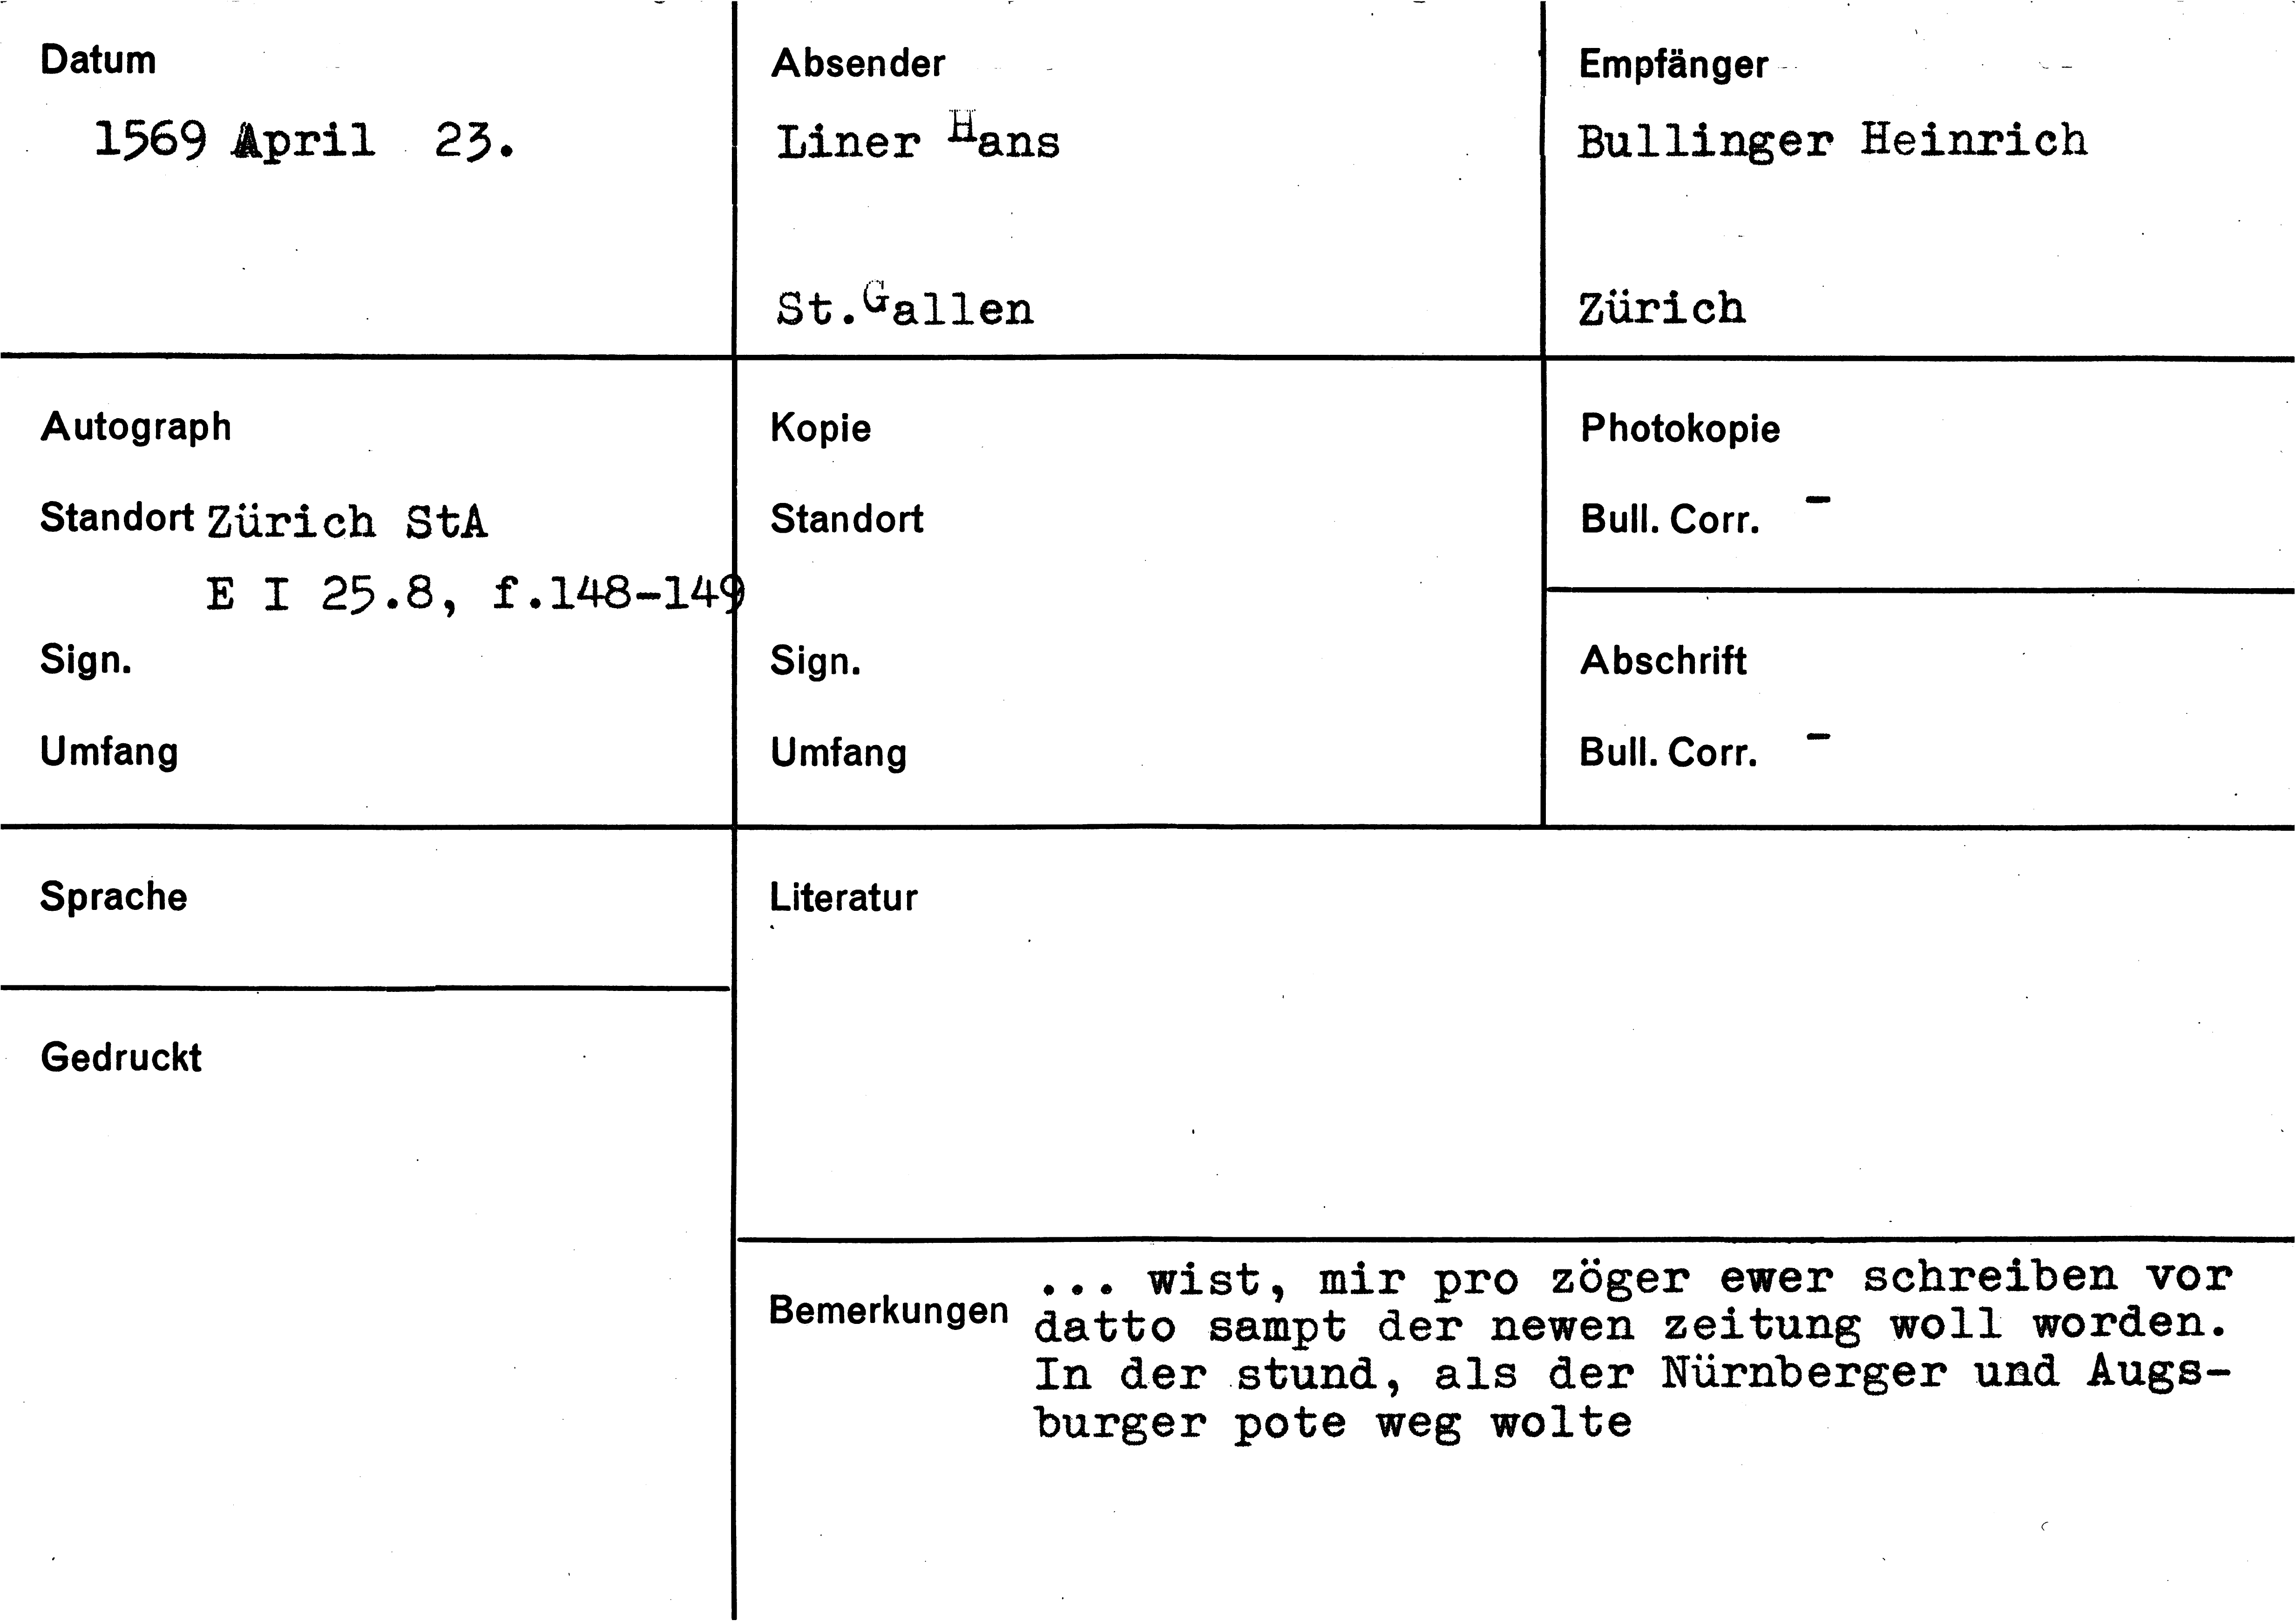 Datum
1569 April 23.
Absender
Liner Hans
St.Gallen
Empfänger
Bullinger Heinrich
Zürich
Autograph
Standort Zürich StA
E I 25.8, f.148-149
Sign.
Umfang
Kopie
Standort
Sign.
Umfang
Photokopie
Bull. Corr. -
Abschrift
Bull. Corr. -
Sprache
Gedruckt
Literatur
Bemerkungen
... wist, mir pro zöger ewer schreiben vor
datto sampt der newen zeitung woll worden.
In der stund, als der Nürnberger und Augs-
burger pote weg wolte